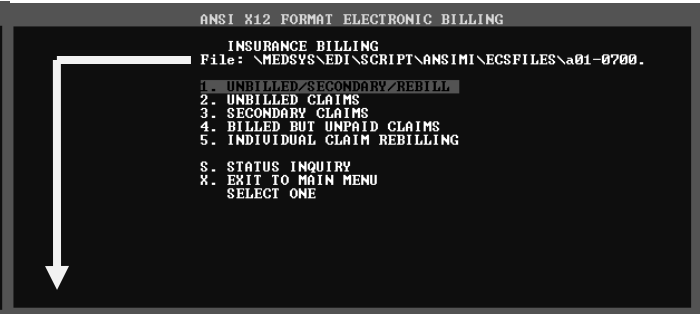 ANSI X12 FORMAT ELECTRONIC BILLING
INSURANCE BILLING
File: \MEDSYS\EDI\SCRIPT\ANSIMI\ECSFILES\a01-0700.
1. UNBILLED/SECONDARY/REBILL
2. UNBILLED CLAIMS
3. SECONDARY CLAIMS
4. BILLED BUT UNPAID CLAIMS
5. INDIVIDUAL CLAIM REBILLING
S. STATUS INQUIRY
X. EXIT TO MAIN MENU
SELECT ONE